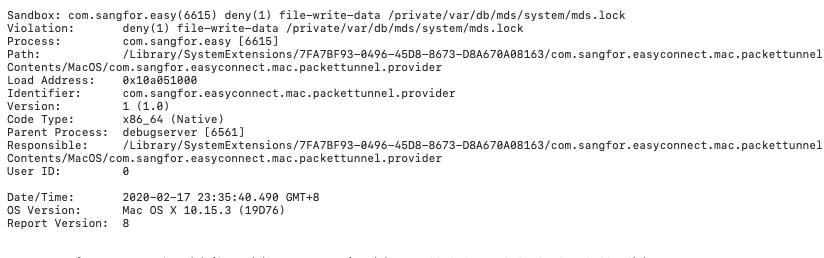 Sandbox: com.sangfor.easy(6615) deny(1) file-write-data /private/var/db/mds/system/mds.lock
Violation:       deny(1) file-write-data /private/var/db/mds/system/mds.lock
Process:         com.sangfor.easy [6615]
Path:            /Library/SystemExtensions/7FA7BF93-0496-45D8-8673-D8A670A08163/com.sangfor.easyconnect.mac.packettunnel
Contents/MacOS/com.sangfor.easyconnect.mac.packettunnel.provider
Load Address:    0x10a051000
Identifier:      com.sangfor.easyconnect.mac.packettunnel.provider
Version:         1 (1.0)
Code Type:       x86_64 (Native)
Parent Process:  debugserver [6561]
Responsible:     /Library/SystemExtensions/7FA7BF93-0496-45D8-8673-D8A670A08163/com.sangfor.easyconnect.mac.packettunnel
Contents/MacOS/com.sangfor.easyconnect.mac.packettunnel.provider
User ID:         0
Date/Time:       2020-02-17 23:35:40.490 GMT+8
OS Version:      Mac OS X 10.15.3 (19D76)
Report Version:  8